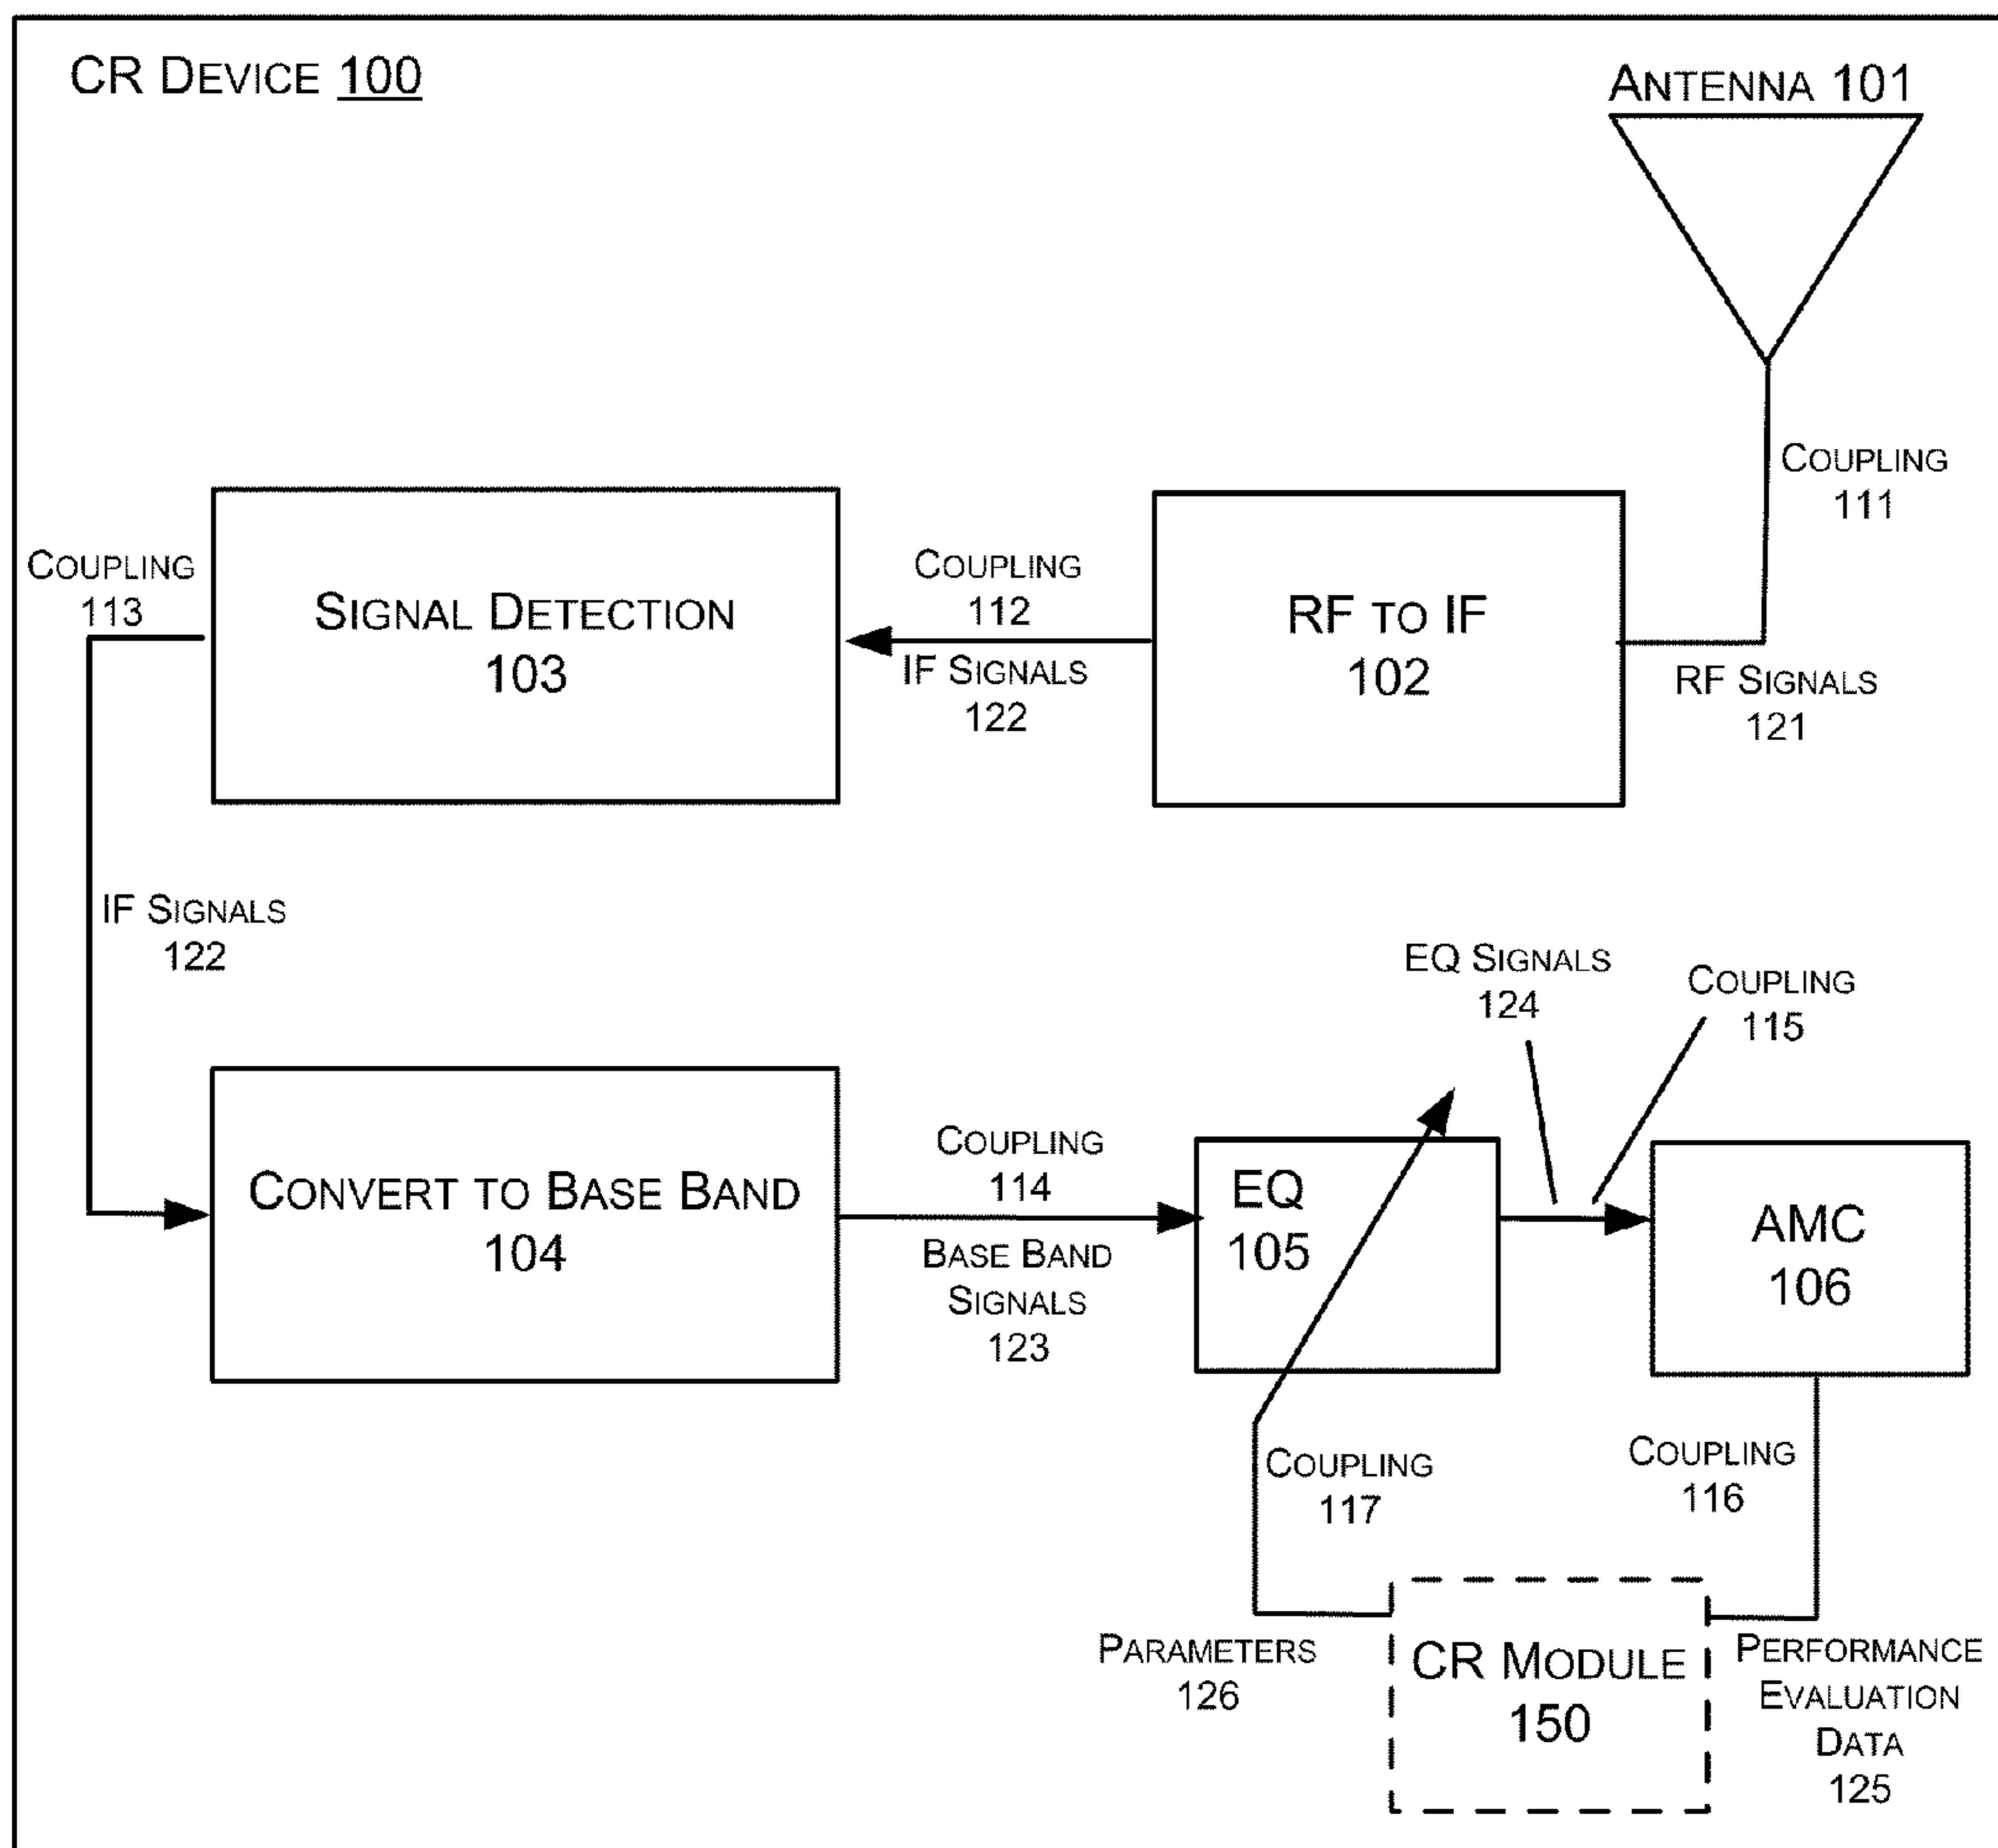 CR DEVICE 100
ANTENNA 101
COUPLING
111
COUPLING
113
SIGNAL DETECTION
103
COUPLING
112
IF SIGNALS
122
RF TO IF
102
RF SIGNALS
121
IF SIGNALS
122
EQ SIGNALS
124
COUPLING
115
CONVERT TO BASE BAND
104
COUPLING
114
BASE BAND
SIGNALS
123
EQ
105
AMC
106
COUPLING
117
COUPLING
116
PARAMETERS
126
CR MODULE
150
PERFORMANCE
EVALUATION
DATA
125